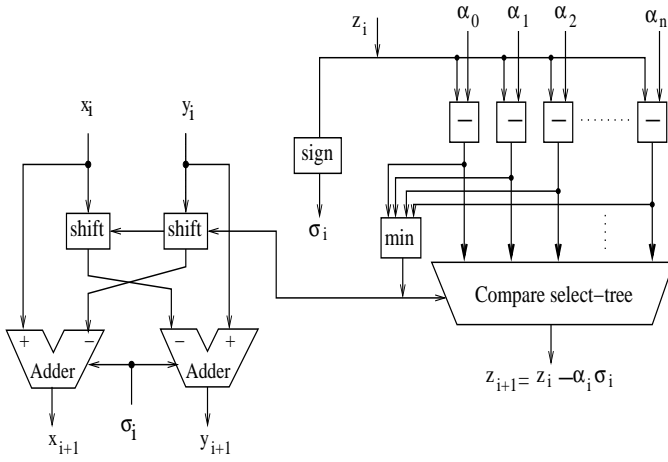 z_i α_0 α_1 α_2 α_n
− − − −
x_i y_i
sign
σ_i
shift shift min
Compare select−tree
+ − − +
Adder Adder
z_{i+1} = z_i −α_i σ_i
x_{i+1} σ_i y_{i+1}